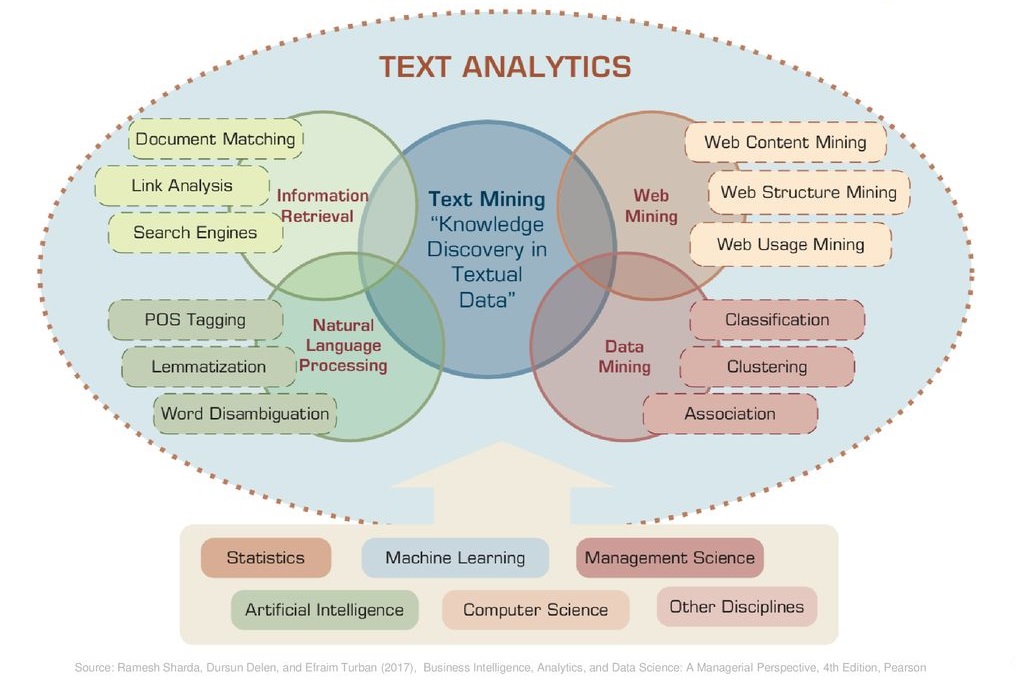 TEXT ANALYTICS
Document Matching
Link Analysis
Search Engines
Information
Retrieval
POS Tagging
Lemmatization
Word Disambiguation
Natural
Language
Processing
Text Mining
“Knowledge
Discovery in
Textual
Data”
Web
Mining
Web Content Mining
Web Structure Mining
Web Usage Mining
Data
Mining
Classification
Clustering
Association
Statistics
Machine Learning
Management Science
Artificial Intelligence
Computer Science
Other Disciplines
Source: Ramesh Sharda, Dursun Delen, and Efraim Turban (2017), Business Intelligence, Analytics, and Data Science: A Managerial Perspective, 4th Edition, Pearson